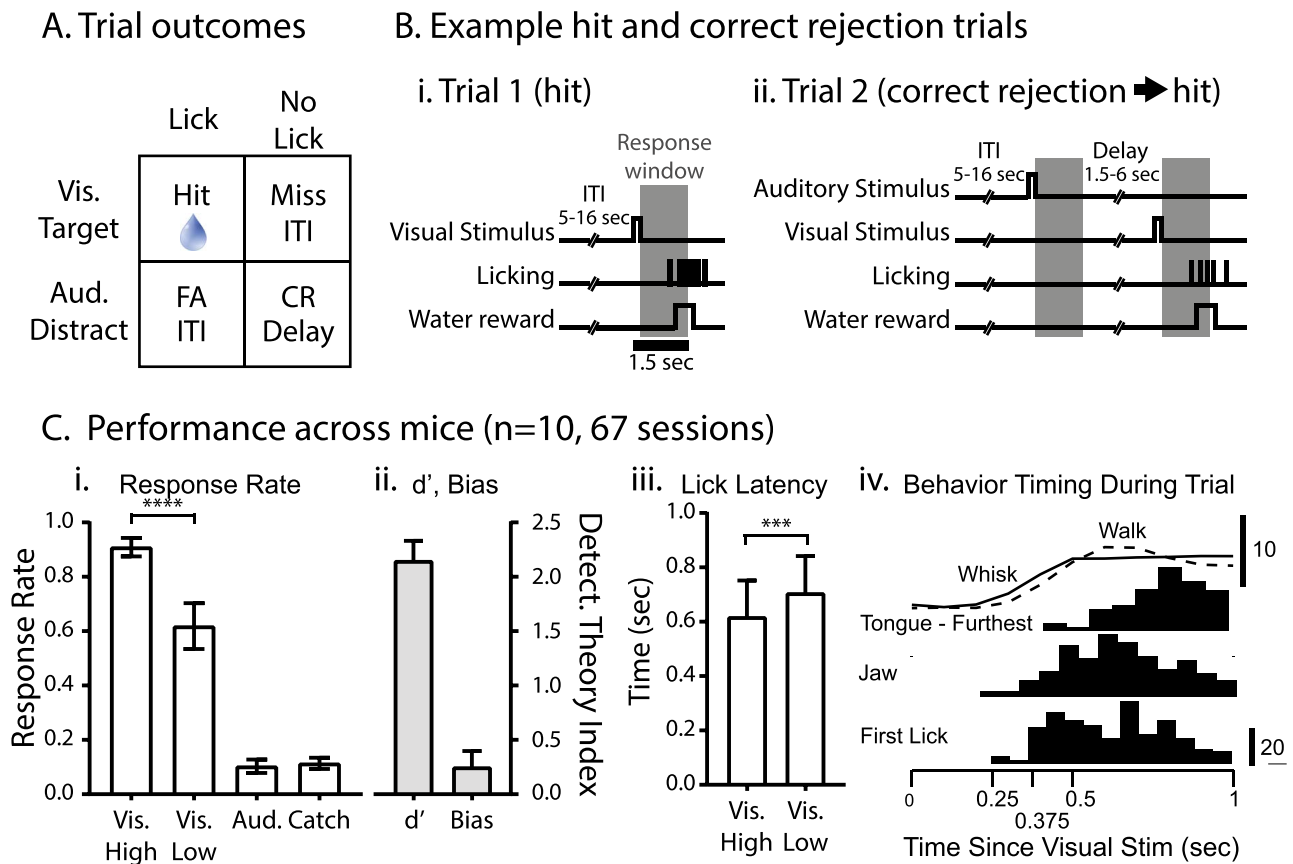 A. Trial outcomes
Lick
No
Lick
Vis.
Target
Hit
Miss
ITI
Aud.
Distract
FA
ITI
CR
Delay
B. Example hit and correct rejection trials
i. Trial 1 (hit)
Response
window
ITI
5-16 sec
Visual Stimulus
Licking
Water reward
1.5 sec
ii. Trial 2 (correct rejection ➔ hit)
ITI
5-16 sec
Delay
1.5-6 sec
Auditory Stimulus
Visual Stimulus
Licking
Water reward
C. Performance across mice (n=10, 67 sessions)
i. Response Rate
****
Response Rate
1.0
0.8
0.6
0.4
0.2
0.0
Vis.
High
Vis.
Low
Aud.
Catch
ii. d', Bias
2.5
2.0
1.5
1.0
0.5
0.0
Detect. Theory Index
d'
Bias
iii. Lick Latency
***
Time (sec)
1.0
0.8
0.6
0.4
0.2
0.0
Vis.
High
Vis.
Low
iv. Behavior Timing During Trial
Walk
Whisk
10
Tongue - Furthest
Jaw
First Lick
20
0
0.25
0.375
0.5
1
Time Since Visual Stim (sec)